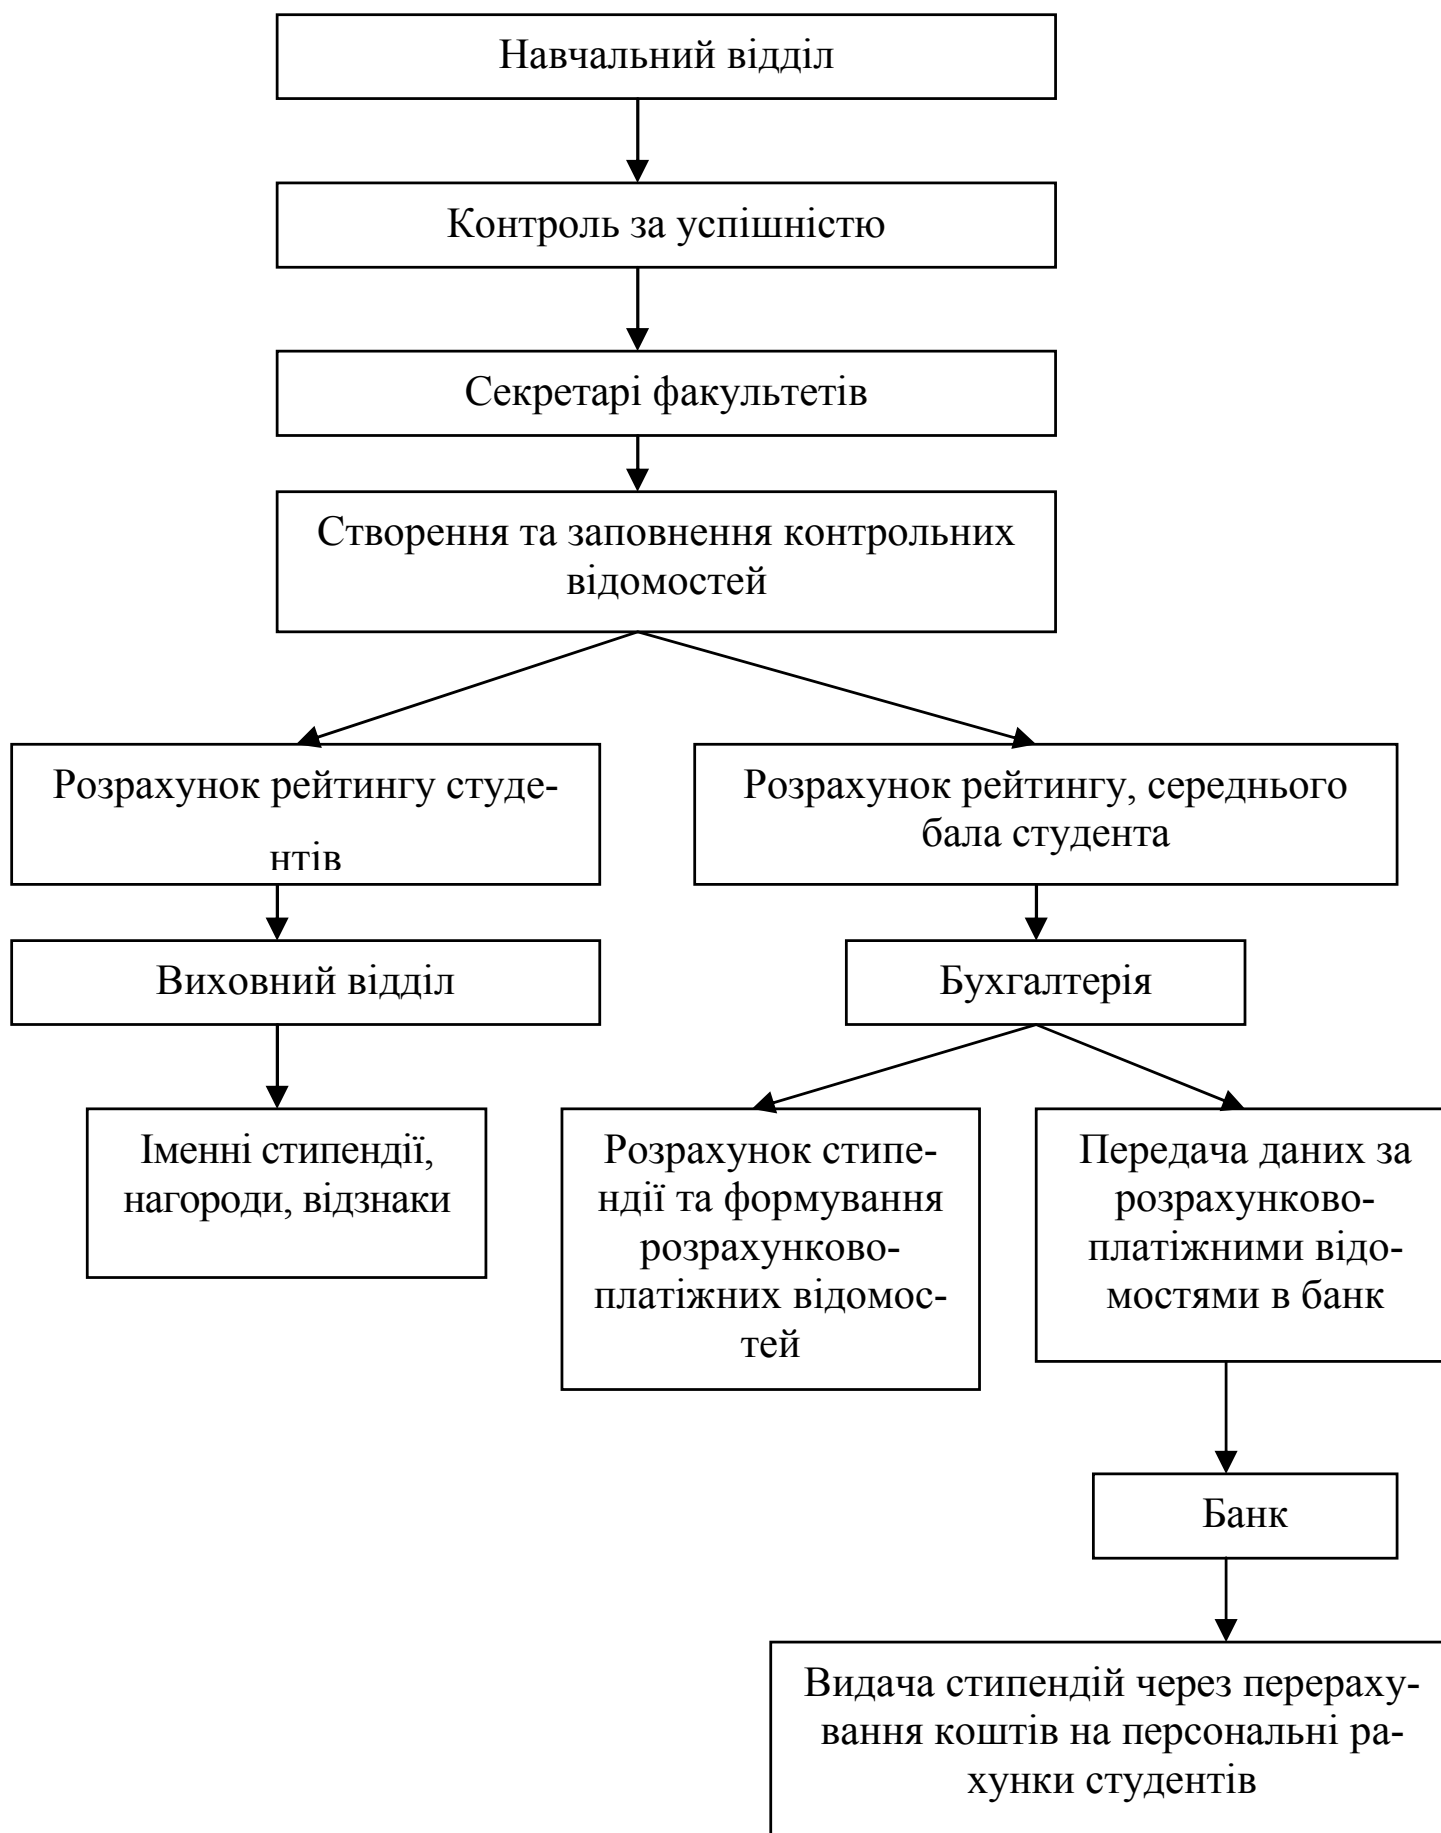 Навчальний відділ
Контроль за успішністю
Секретарі факультетів
Створення та заповнення контрольних
відомостей
Розрахунок рейтингу студе-
нтів
Розрахунок рейтингу, середнього
бала студента
Виховний відділ
Бухгалтерія
Іменні стипендії,
нагороди, відзнаки
Розрахунок стипе-
ндії та формування
розрахунково-
платіжних відомос-
тей
Передача даних за
розрахунково-
платіжними відо-
мостями в банк
Банк
Видача стипендій через перераху-
вання коштів на персональні ра-
хунки студентів